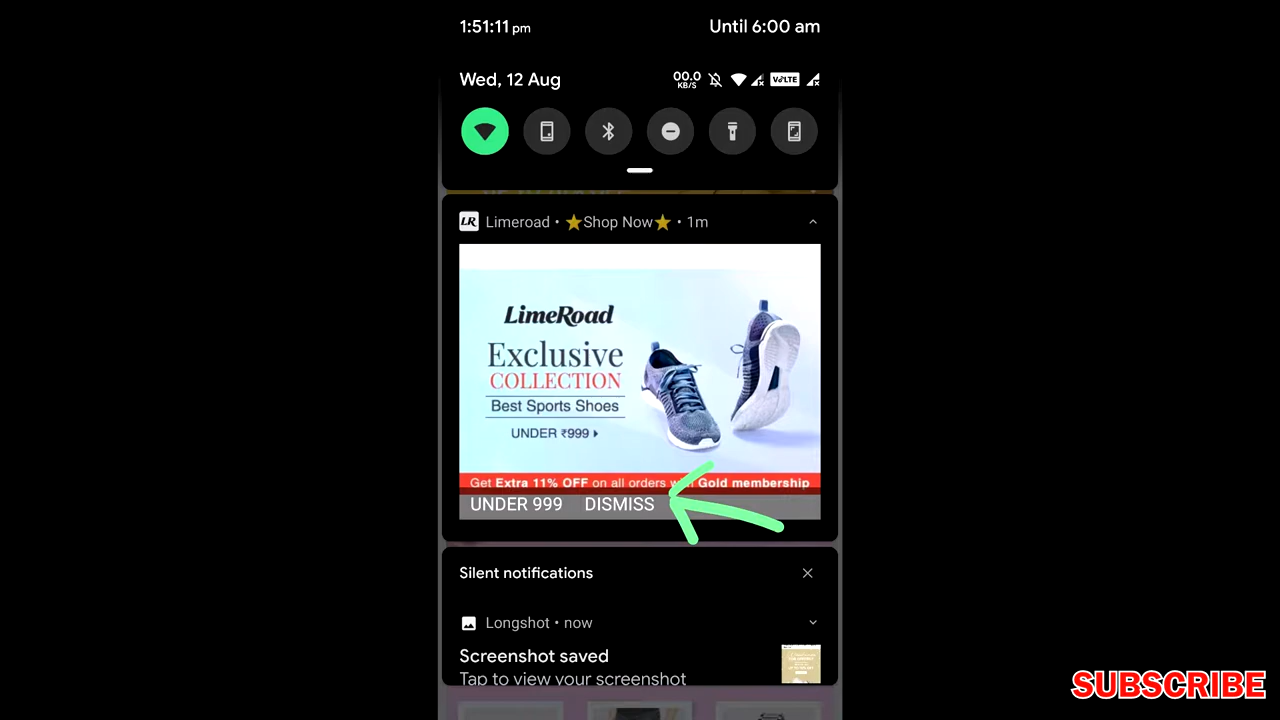 1:51:11 pm Until 6:00 am
Wed, 12 Aug 00.0 KB/S VoLTE
LR Limeroad • ⭐Shop Now⭐ • 1m
LimeRoad
Exclusive
COLLECTION
Best Sports Shoes
UNDER ₹999
Get Extra 11% OFF on all orders with Gold membership
UNDER 999 DISMISS
Silent notifications
Longshot • now
Screenshot saved
Tap to view your screenshot
SUBSCRIBE